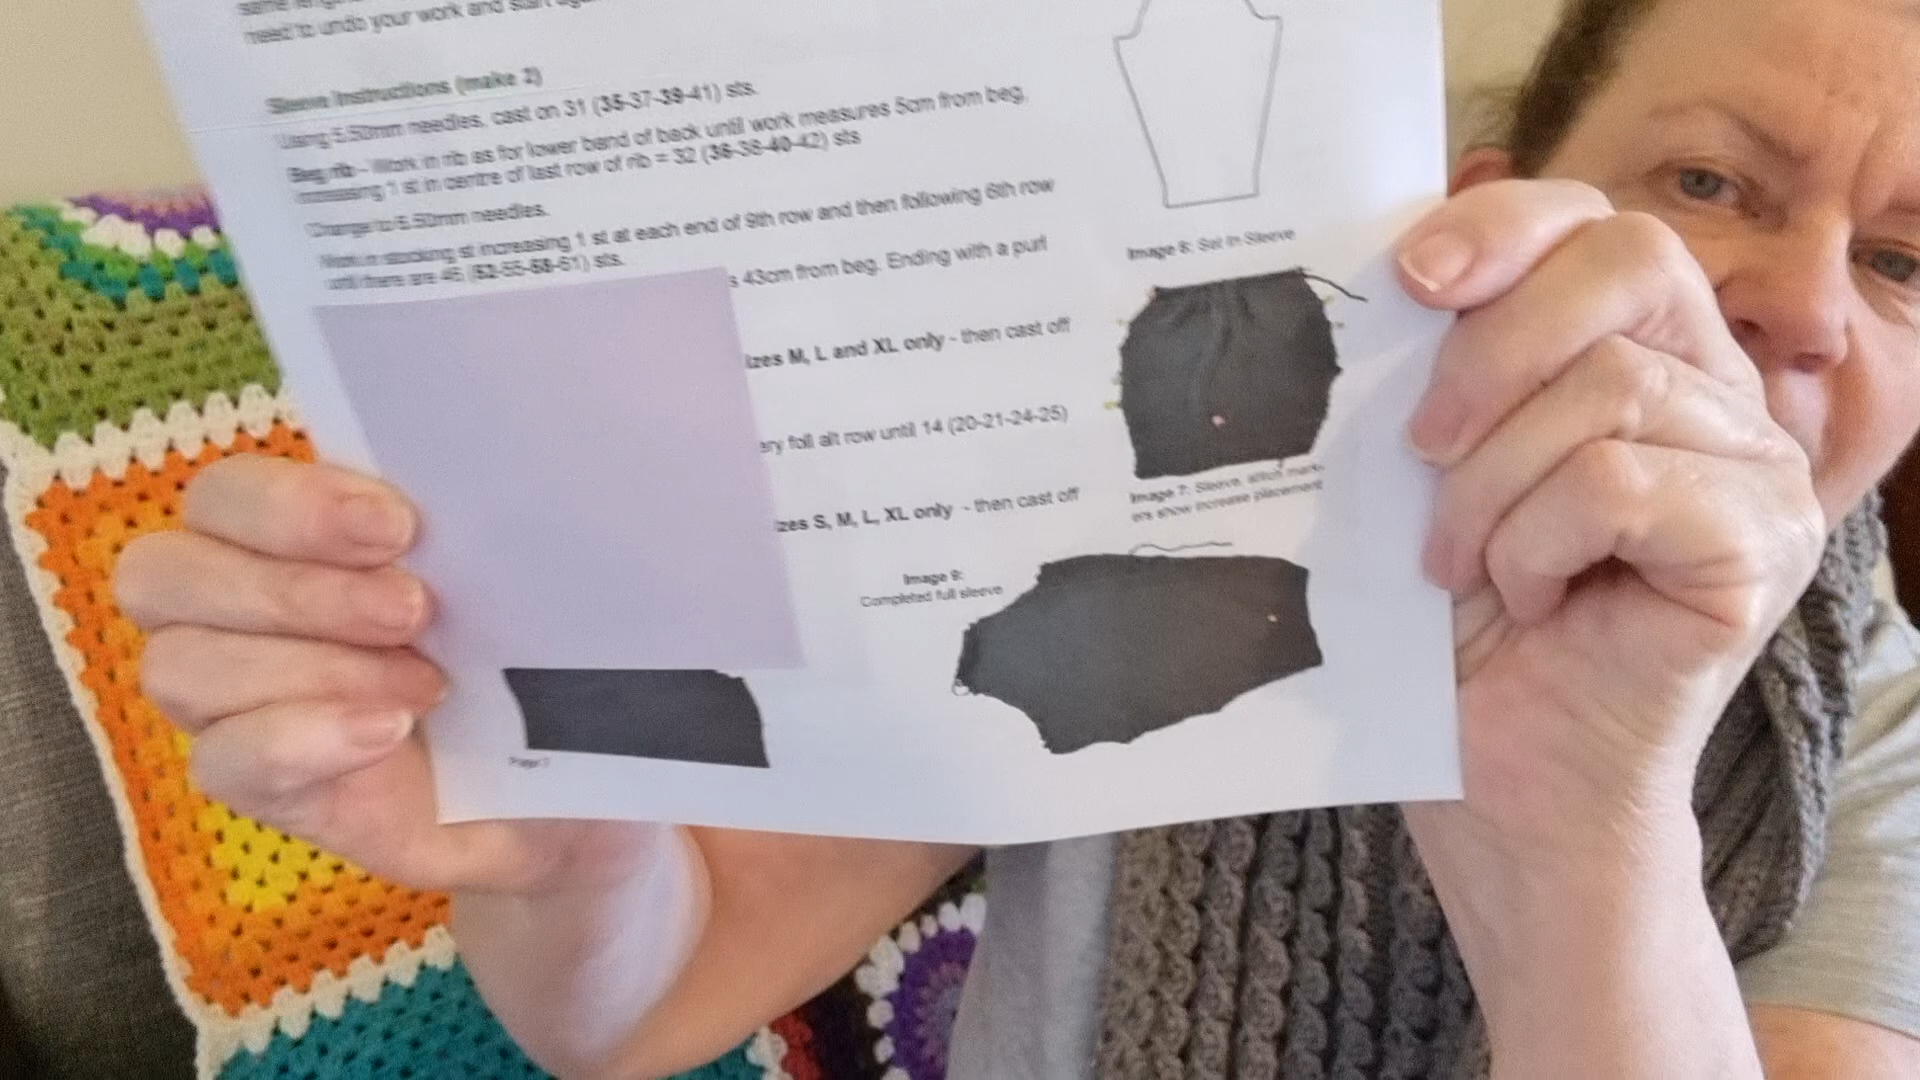 same
need to undo your work and start again
Sleeve Instructions (make 2)
Using 5.50mm needles, cast on 31 (35-37-39-41) sts.
Beg rib - Work in rib as for lower band of back until work measures 5cm from beg,
increasing 1 st in centre of last row of rib = 32 (36-38-40-42) sts
Change to 6.50mm needles.
Work in stocking st increasing 1 st at each end of 9th row and then following 6th row
until there are 46 (52-55-58-61) sts.
s 43cm from beg. Ending with a purl
izes M, L and XL only - then cast off
ery foll alt row until 14 (20-21-24-25)
izes S, M, L, XL only - then cast off
Image 6: Set in Sleeve
Image 7: Sleeve, stitch mark-
ers show increase placement
Image 9:
Completed full sleeve
Page